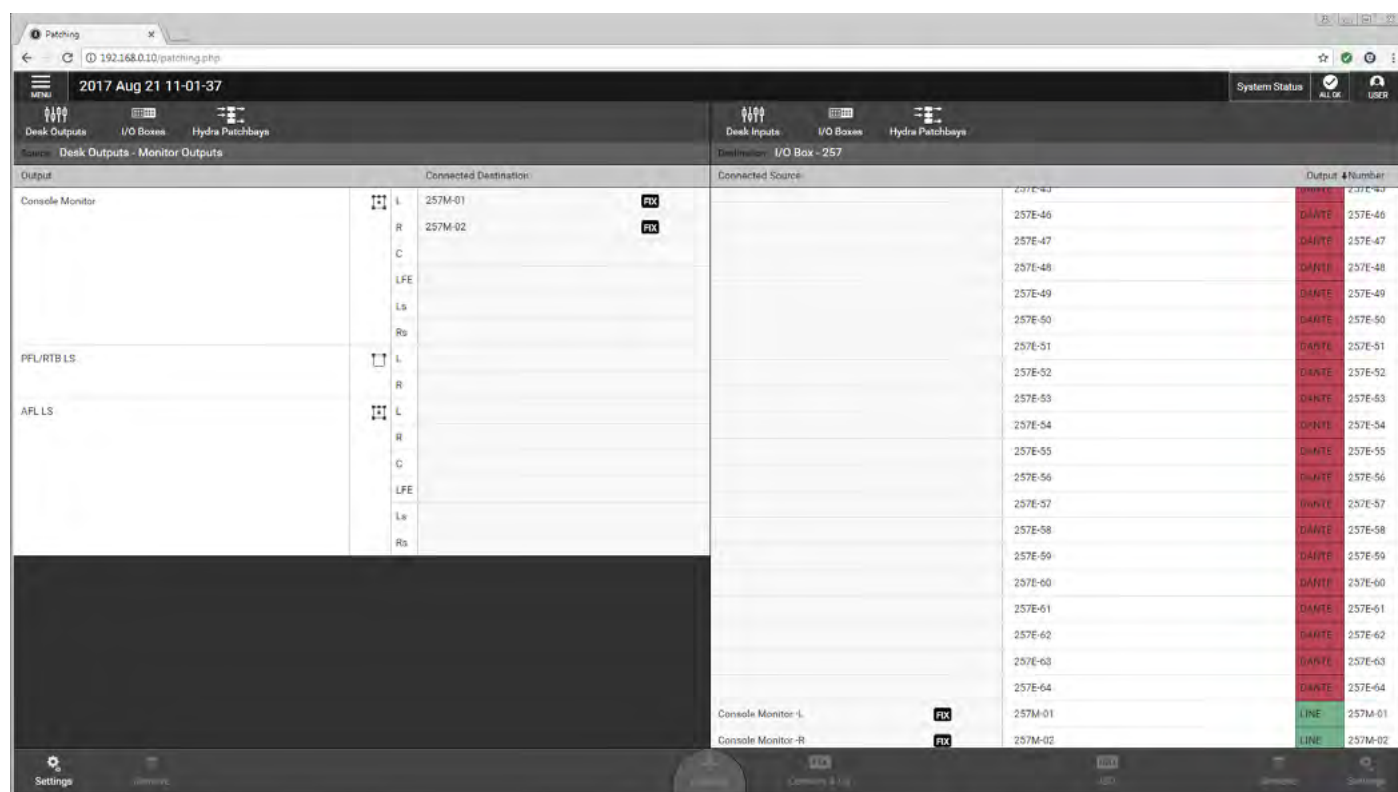 Patching
192.168.0.10/patching.php
MENU 2017 Aug 21 11-01-37 System Status ALL OK USER
Desk Outputs I/O Boxes Hydra Patchbays Desk Inputs I/O Boxes Hydra Patchbays
Source: Desk Outputs - Monitor Outputs Destination: I/O Box - 257
Output Connected Destination Connected Source Output Number
257E-45 DANTE 257E-45
Console Monitor L 257M-01 FIX
R 257M-02 FIX
C
LFE
Ls
Rs
PFL/RTB LS L
R
AFL LS L
R
C
LFE
Ls
Rs
257E-46 DANTE 257E-46
257E-47 DANTE 257E-47
257E-48 DANTE 257E-48
257E-49 DANTE 257E-49
257E-50 DANTE 257E-50
257E-51 DANTE 257E-51
257E-52 DANTE 257E-52
257E-53 DANTE 257E-53
257E-54 DANTE 257E-54
257E-55 DANTE 257E-55
257E-56 DANTE 257E-56
257E-57 DANTE 257E-57
257E-58 DANTE 257E-58
257E-59 DANTE 257E-59
257E-60 DANTE 257E-60
257E-61 DANTE 257E-61
257E-62 DANTE 257E-62
257E-63 DANTE 257E-63
257E-64 DANTE 257E-64
Console Monitor -L FIX 257M-01 LINE 257M-01
Console Monitor -R FIX 257M-02 LINE 257M-02
Settings Remove